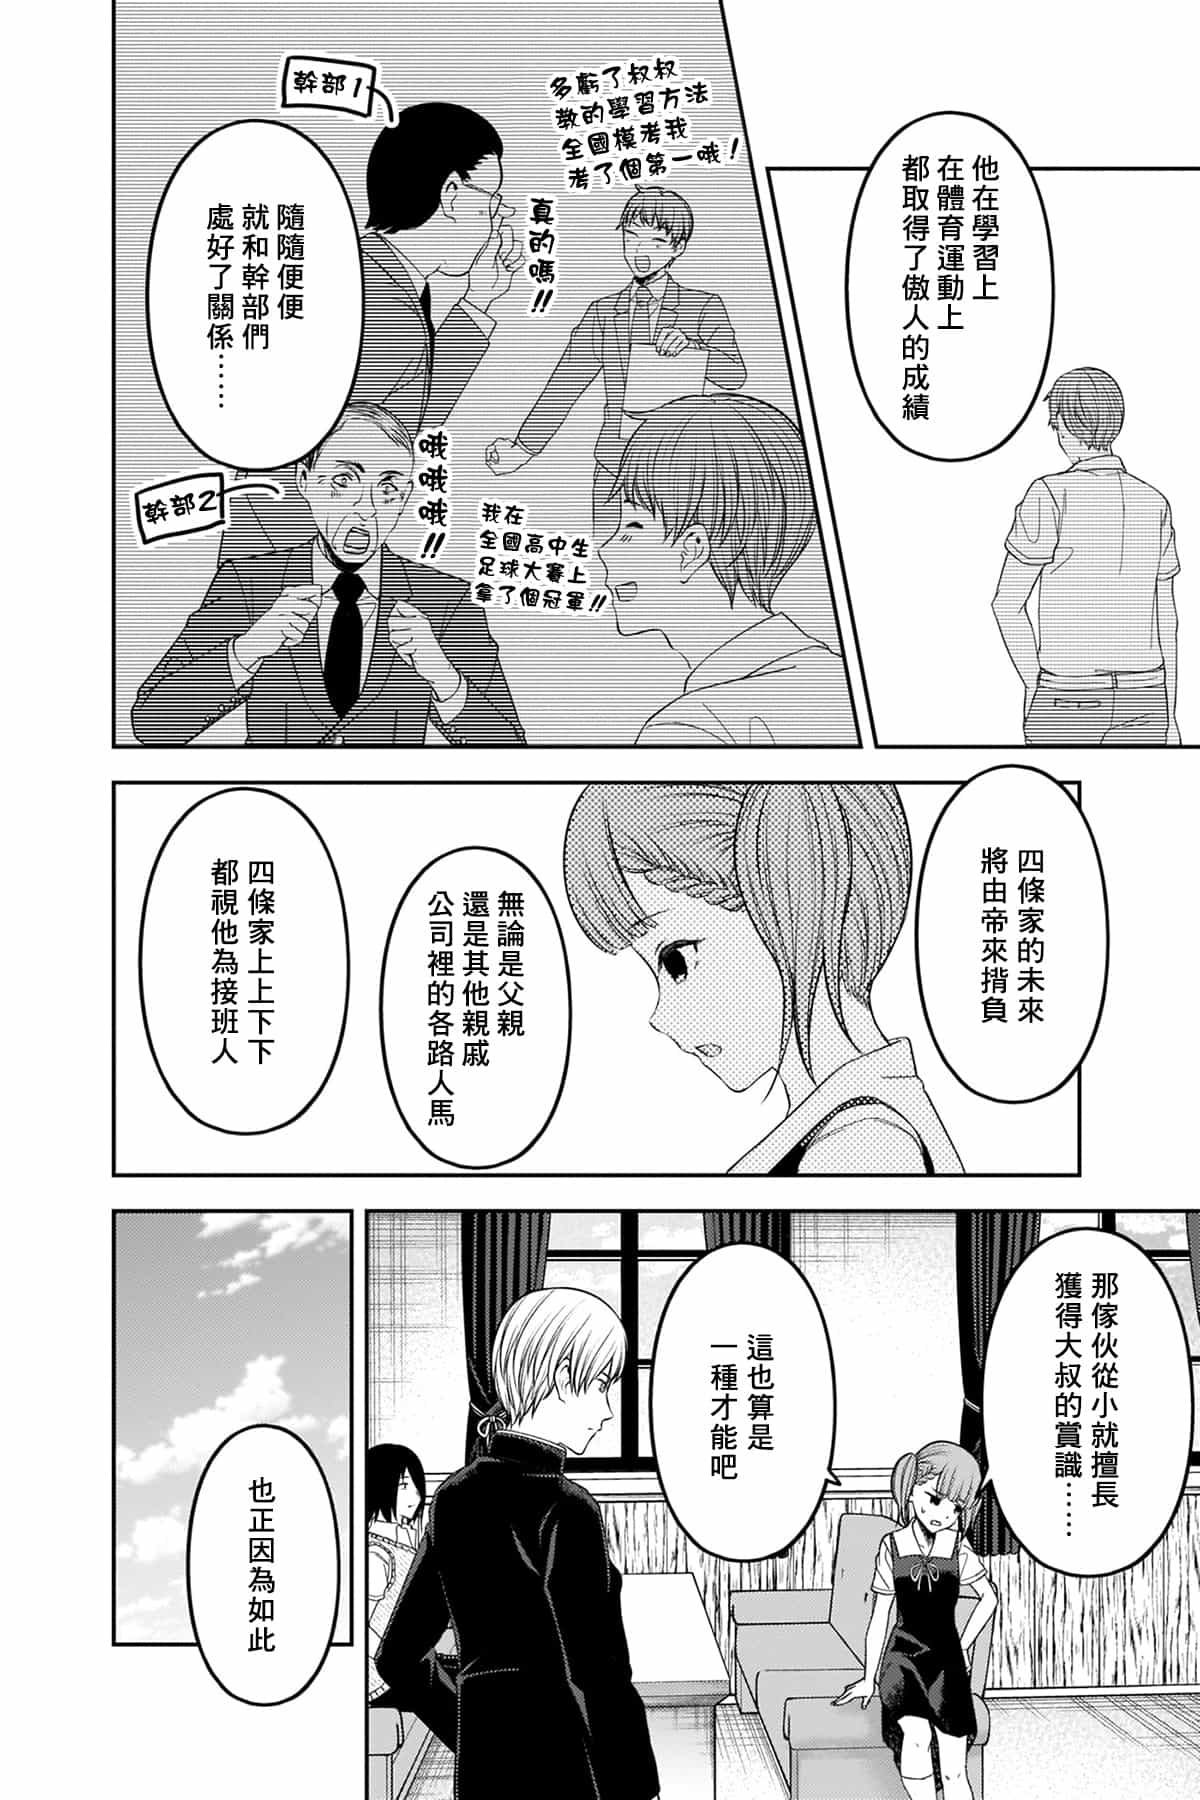 他在學習上
在體育運動上
都取得了傲人的成績
多虧了叔叔
教的學習方法
全國模考我
考了個第一哦！
真的嗎!!
幹部1
隨隨便便
就和幹部們
處好了關係……
哦哦哦!!
我在
全國高中生
足球大賽上
拿了個冠軍!!
幹部2
四條家的未來
將由帝來揹負
無論是父親
還是其他親戚
公司裡的各路人馬
四條家上上下下
都視他為接班人
那傢伙從小就擅長
獲得大叔的賞識……
這也算是
一種才能吧
也正因為如此